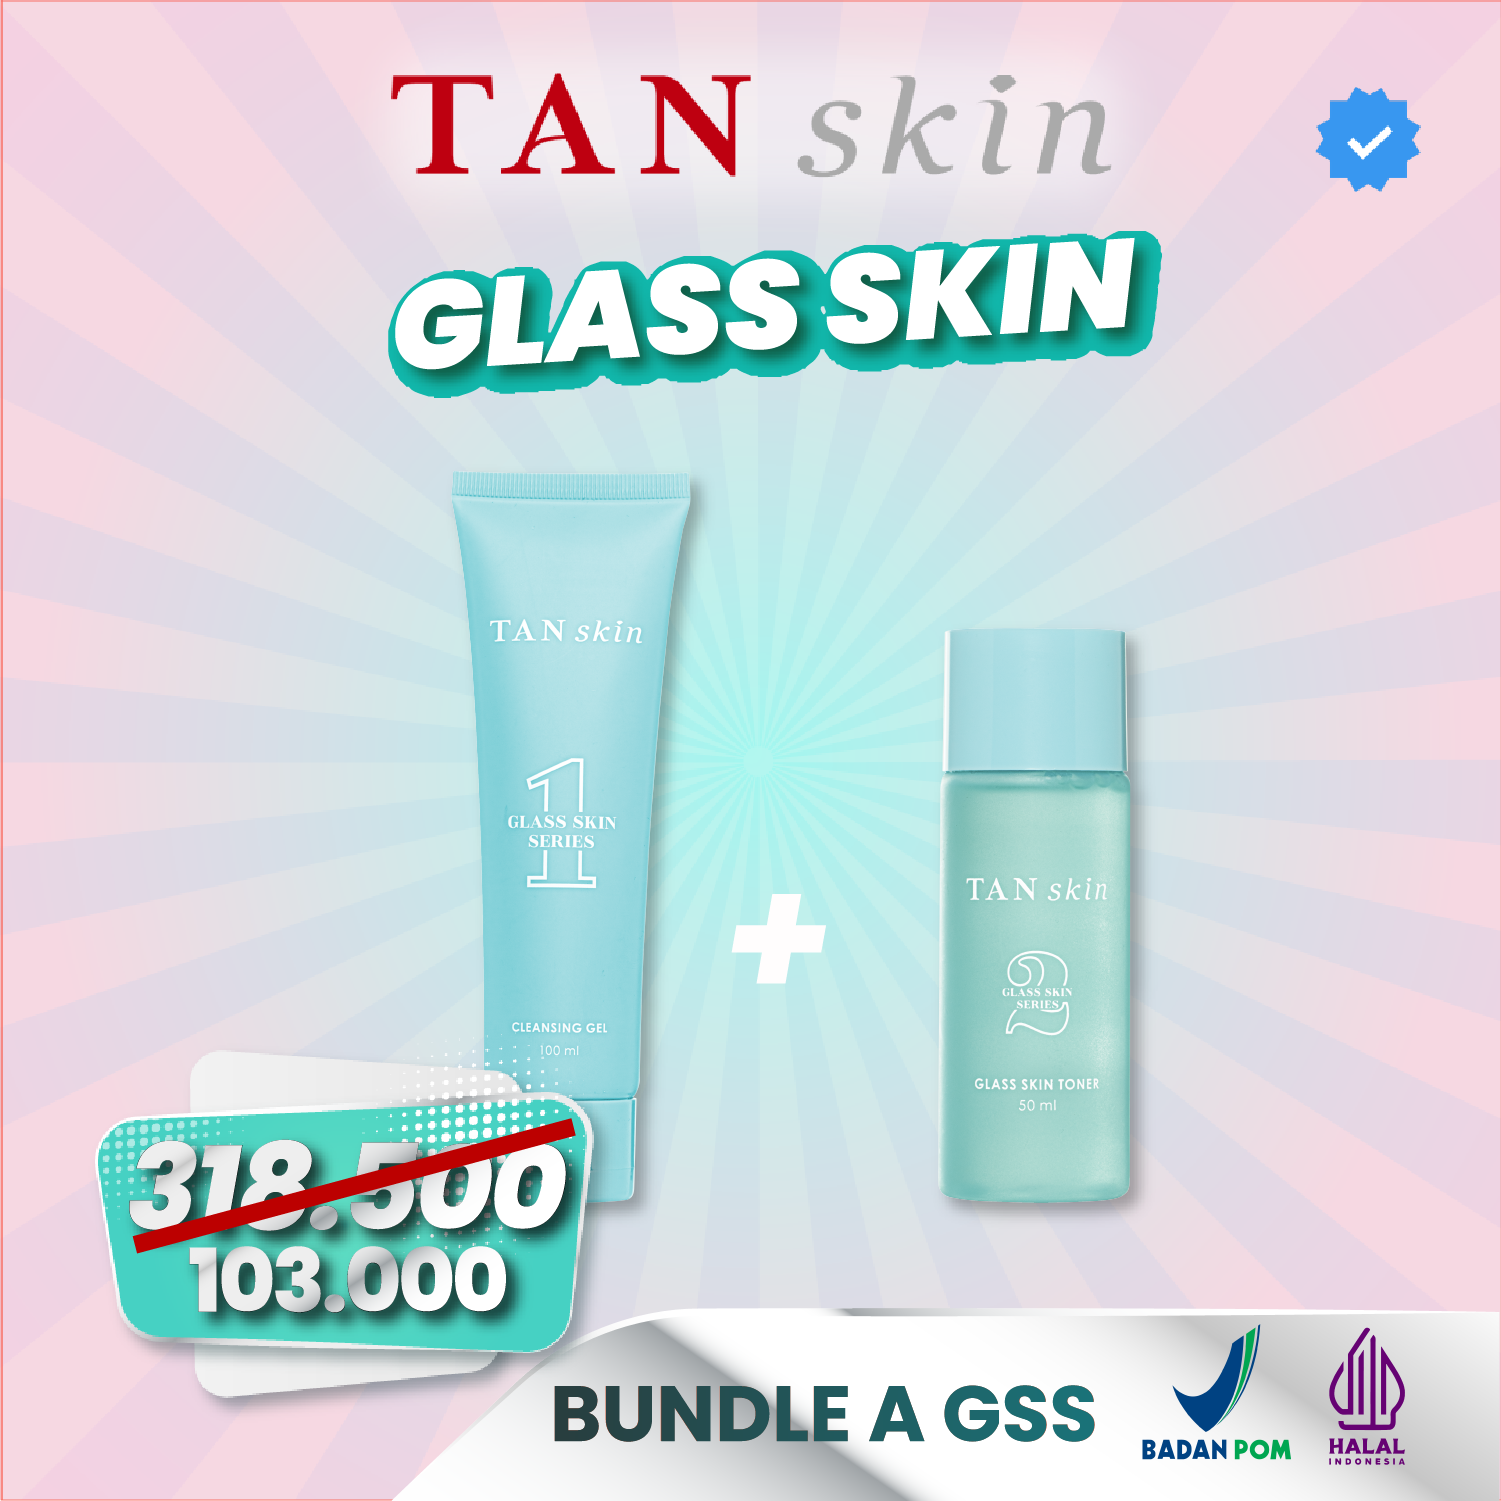 TAN skin
GLASS SKIN
TAN skin
1
GLASS SKIN
SERIES
CLEANSING GEL
100 ml
TAN skin
2
GLASS SKIN
SERIES
GLASS SKIN TONER
50 ml
+
318.500
103.000
BUNDLE A GSS
BADAN POM
HALAL
INDONESIA